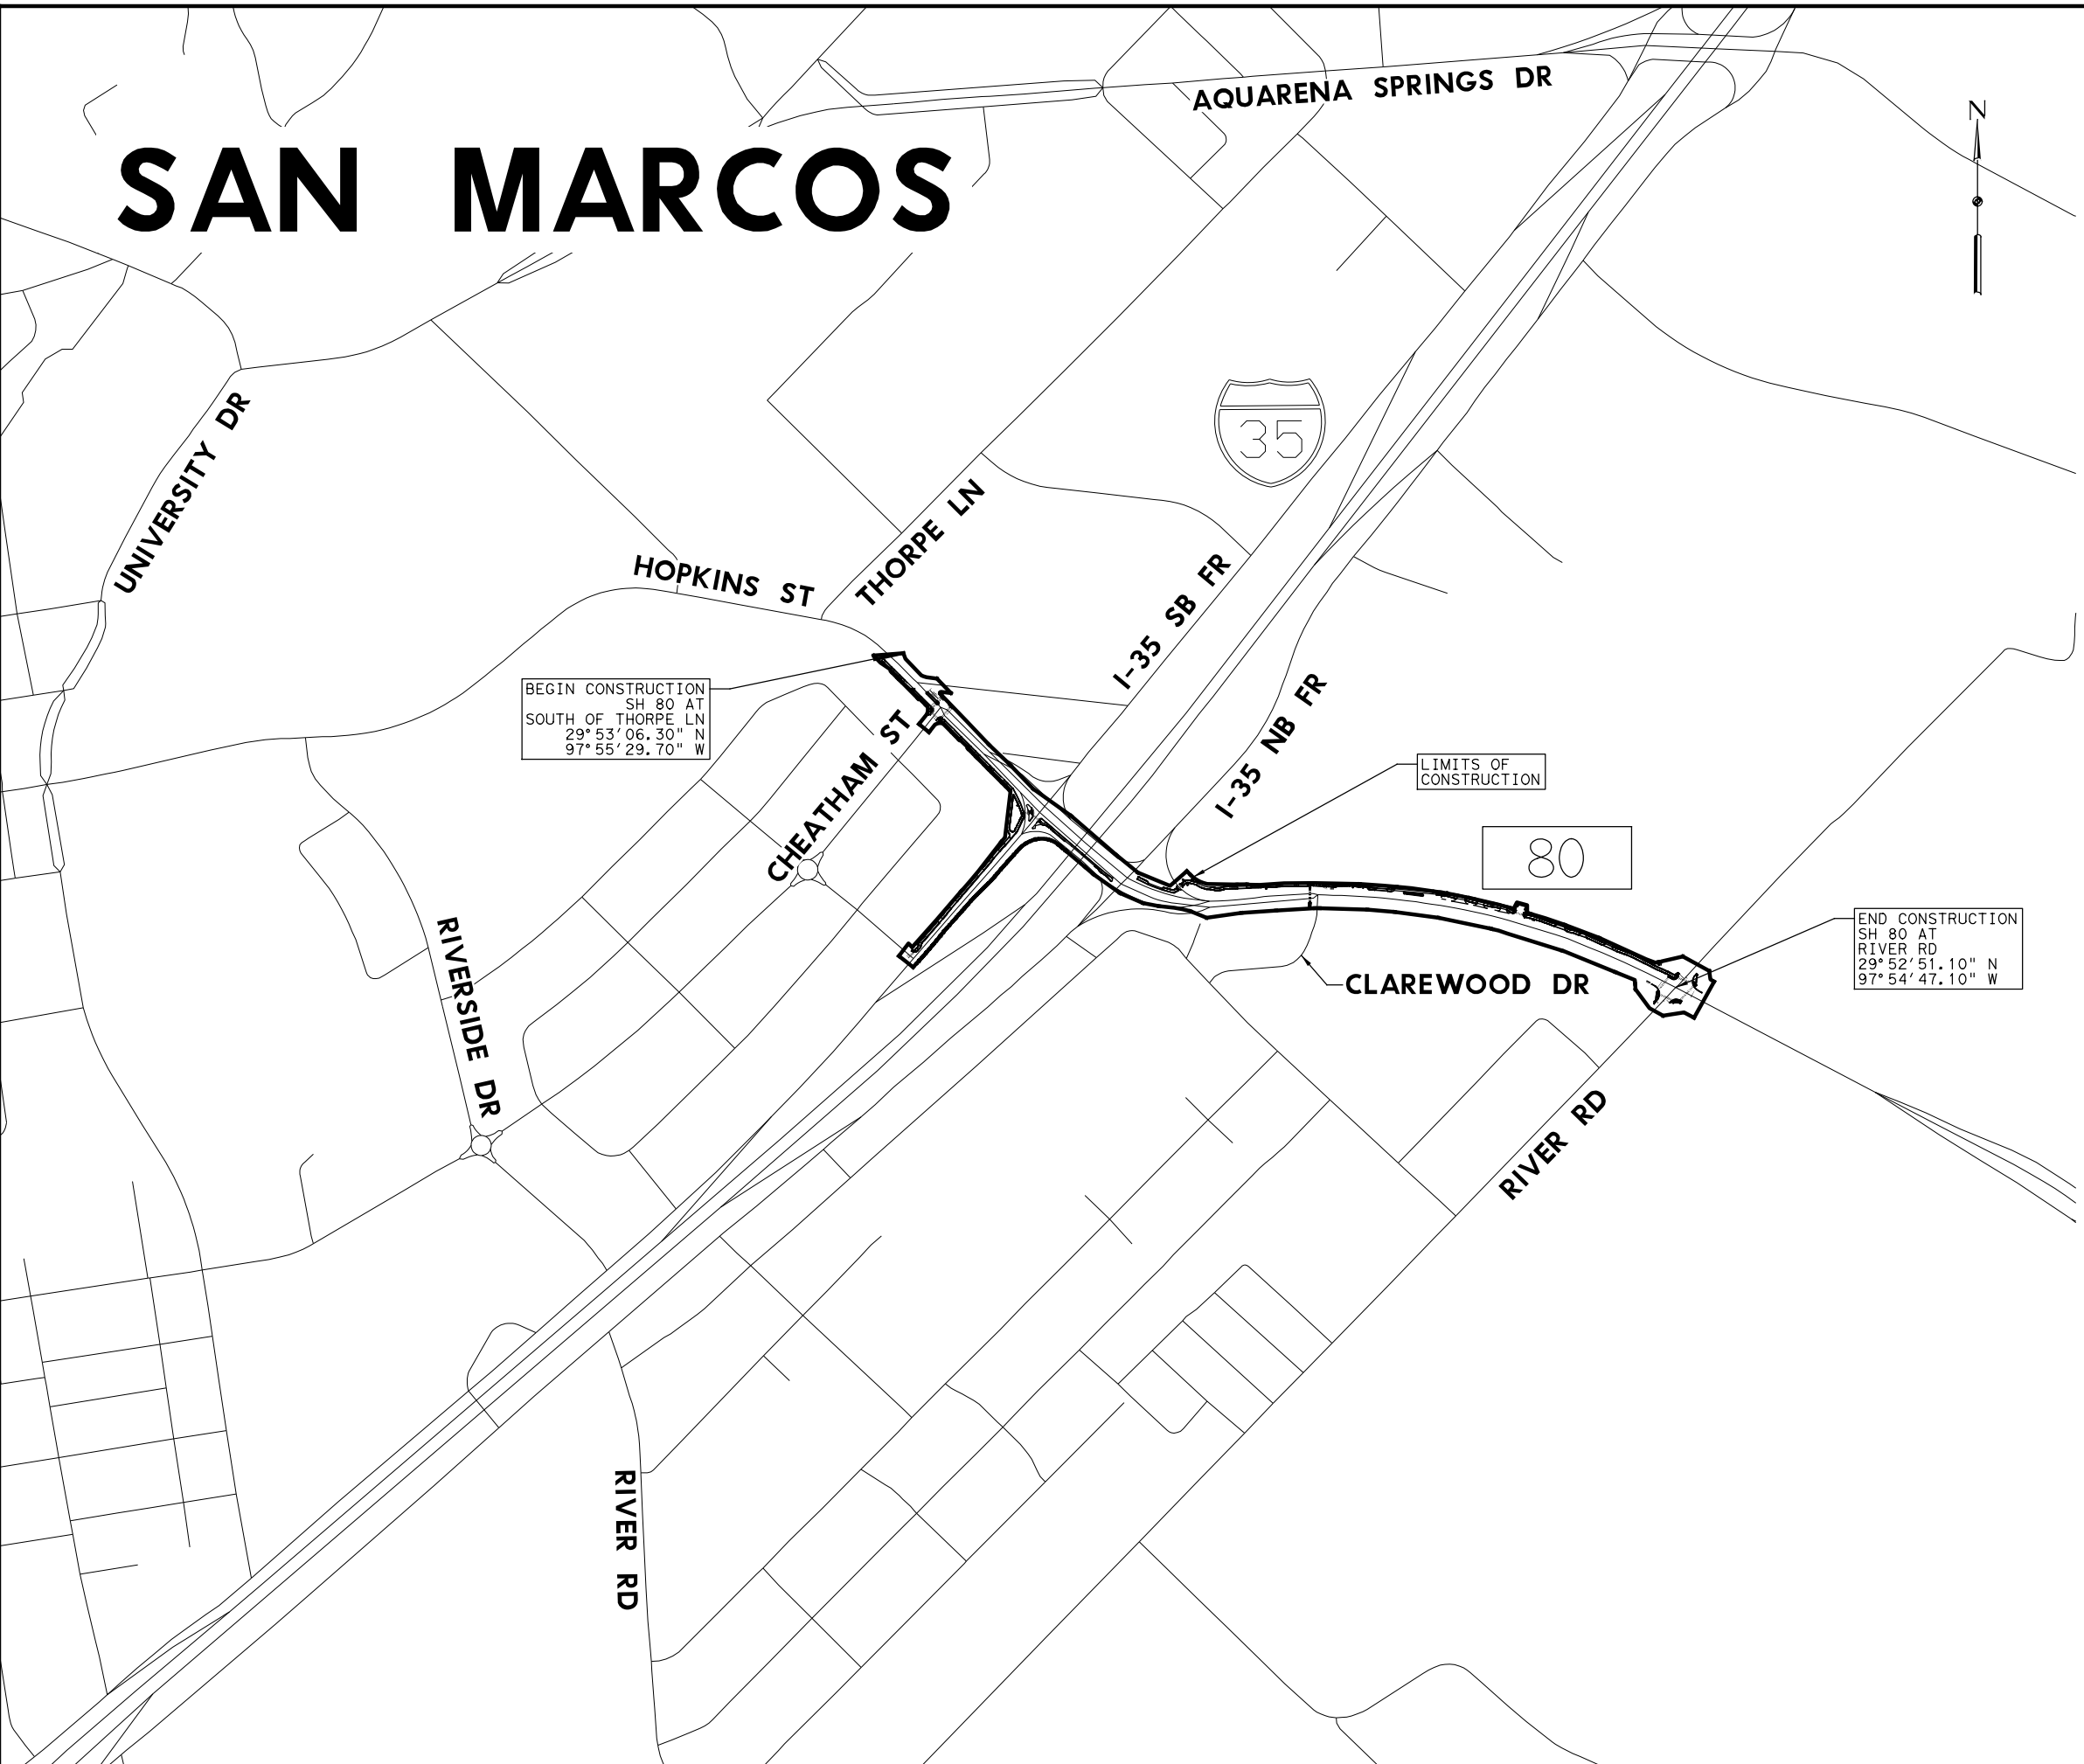 AQUARENA SPRINGS DR
N
SAN MARCOS
35
UNIVERSITY DR
THORPE LN
HOPKINS ST
I-35 SB FR
I-35 NB FR
BEGIN CONSTRUCTION
SH 80 AT
SOUTH OF THORPE LN
29°53'06.30" N
97°55'29.70" W
CHEATHAM ST
LIMITS OF
CONSTRUCTION
80
END CONSTRUCTION
SH 80 AT
RIVER RD
29°52'51.10" N
97°54'47.10" W
CLAREWOOD DR
RIVERSIDE DR
RIVER RD
RIVER RD